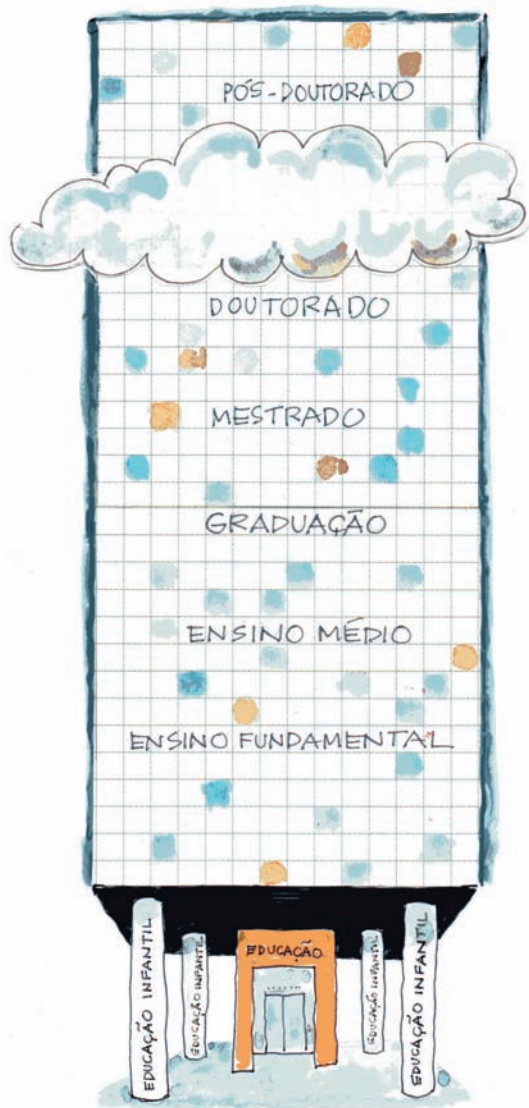 PÓS-DOUTORADO
DOUTORADO
MESTRADO
GRADUAÇÃO
ENSINO MÉDIO
ENSINO FUNDAMENTAL
EDUCAÇÃO INFANTIL
EDUCAÇÃO INFANTIL
EDUCAÇÃO
EDUCAÇÃO INFANTIL
EDUCAÇÃO INFANTIL